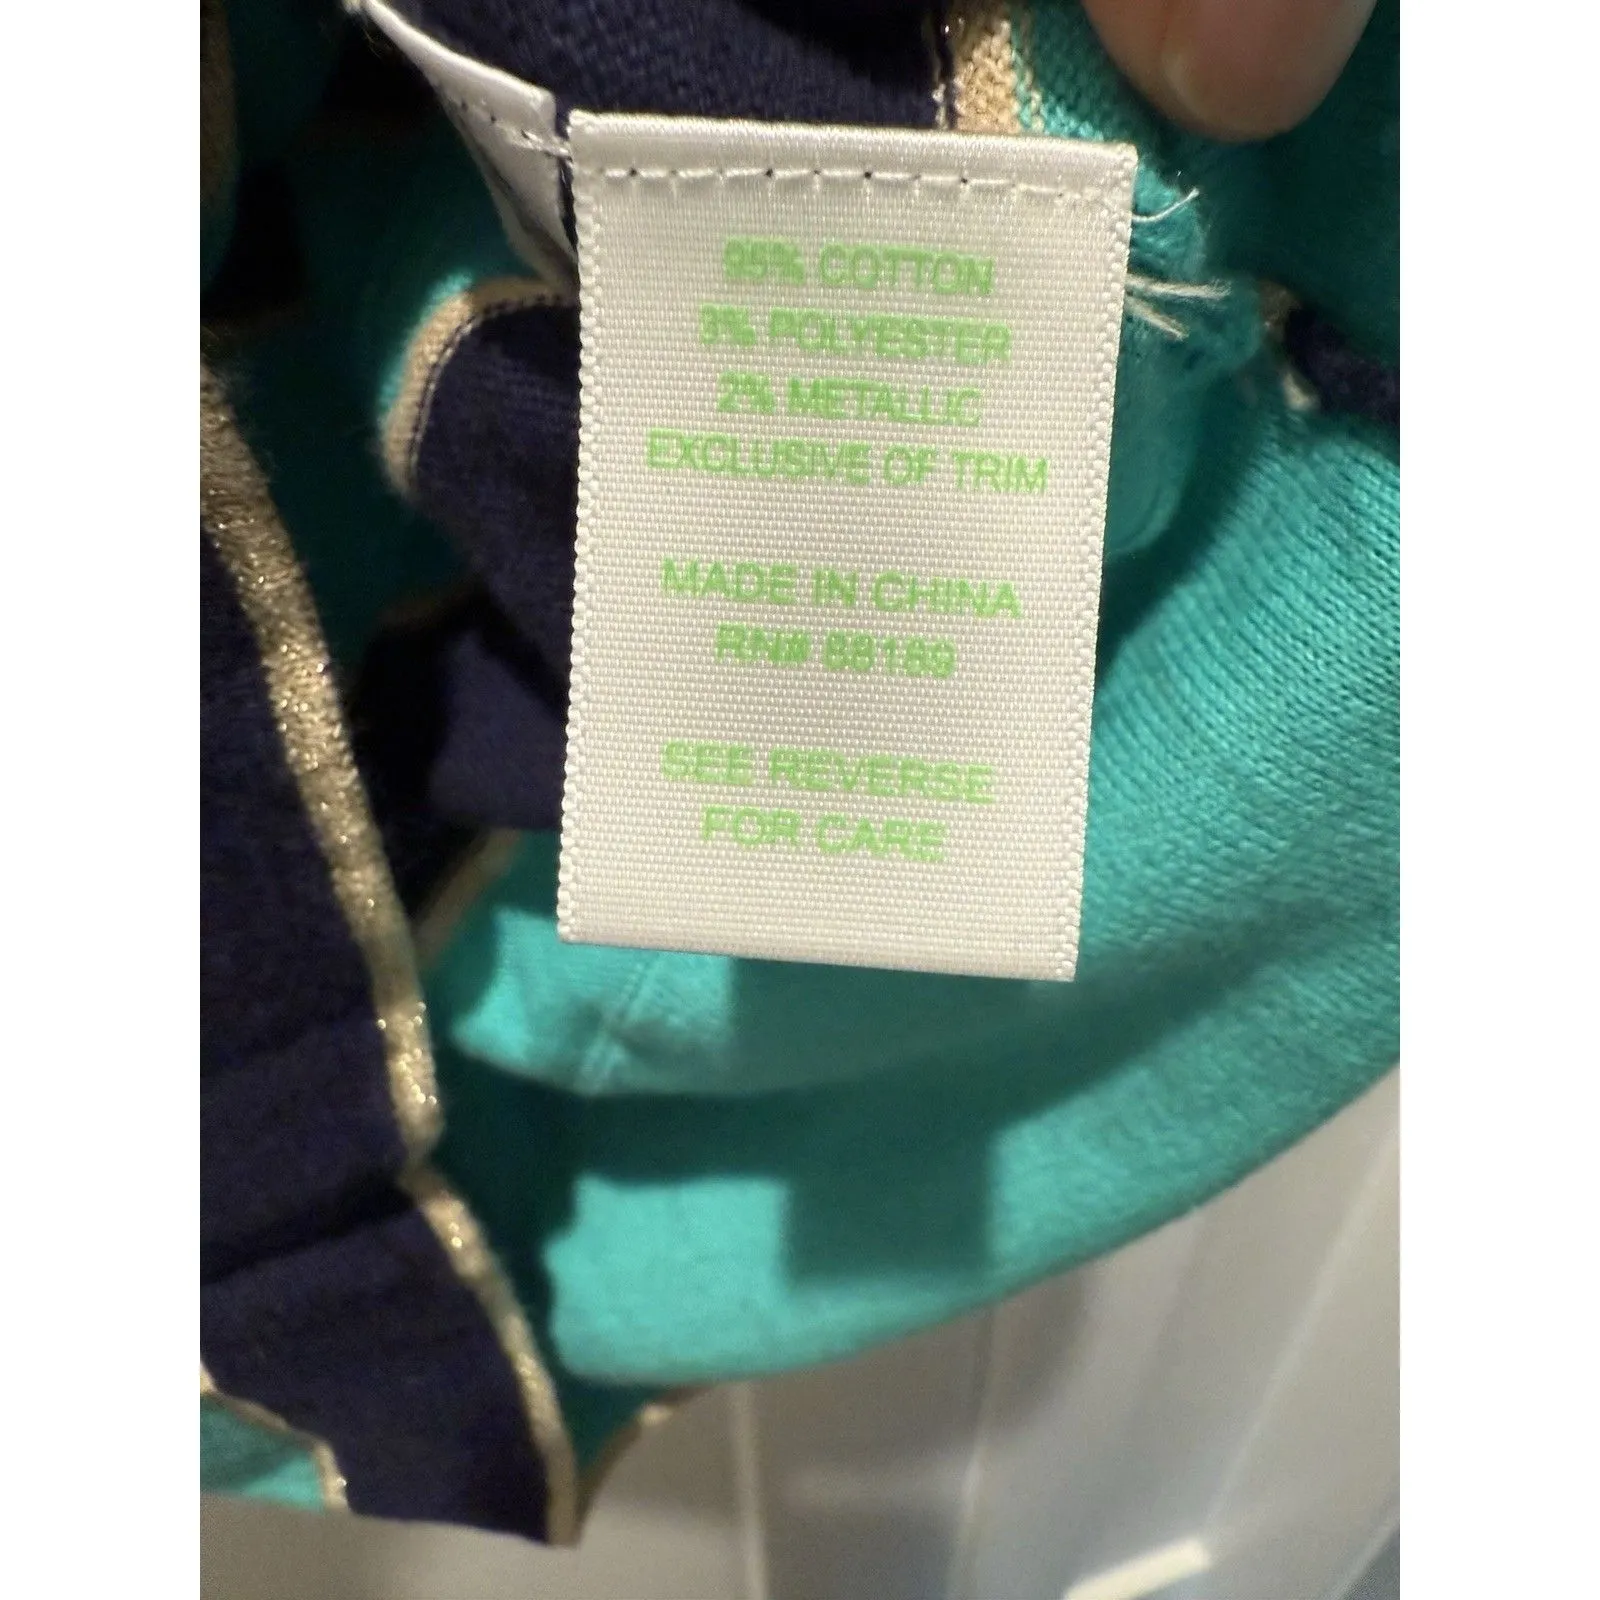 95% COTTON
3% POLYESTER
2% METALLIC
EXCLUSIVE OF TRIM
MADE IN CHINA
RN# 88189
SEE REVERSE
FOR CARE